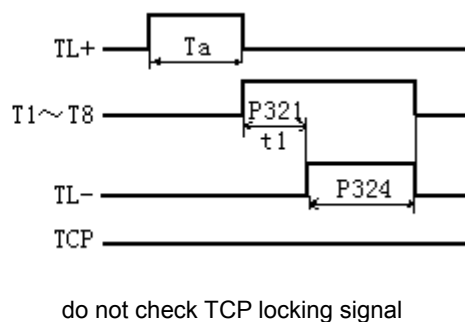 TL+
Ta
T1～T8
P321
t1
TL-
P324
TCP
do not check TCP locking signal